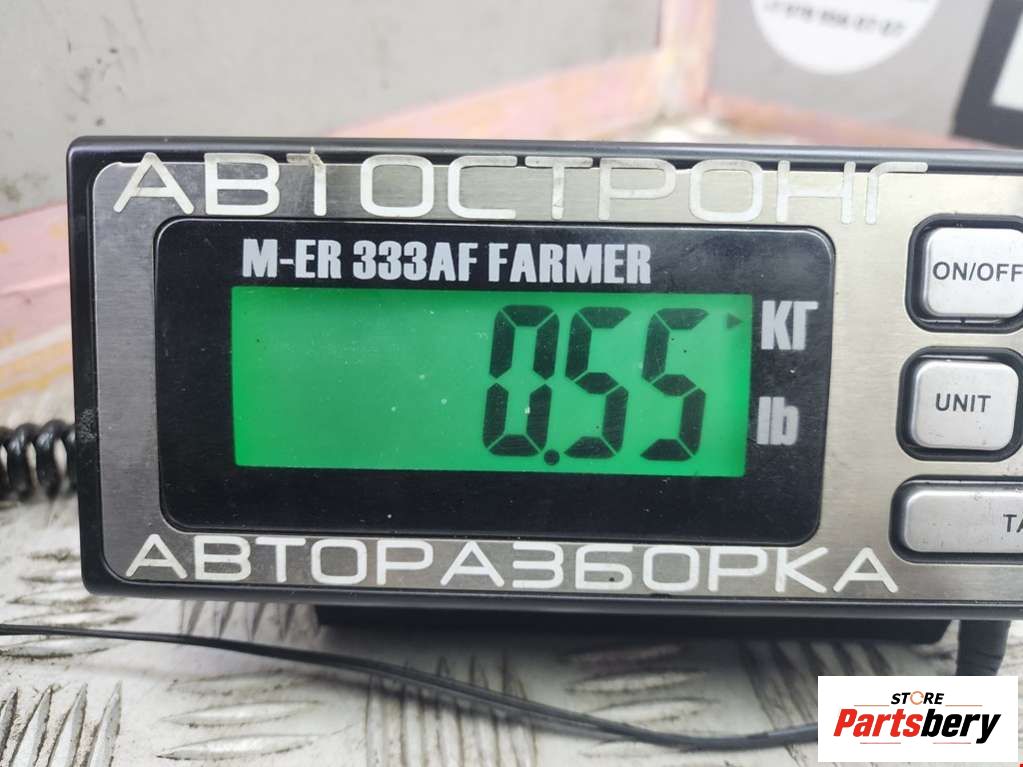 АВТОСТРОНГ
M-ER 333AF FARMER
0.55
КГ
lb
ON/OFF
UNIT
АВТОРАЗБОРКА
STORE
Partsbery